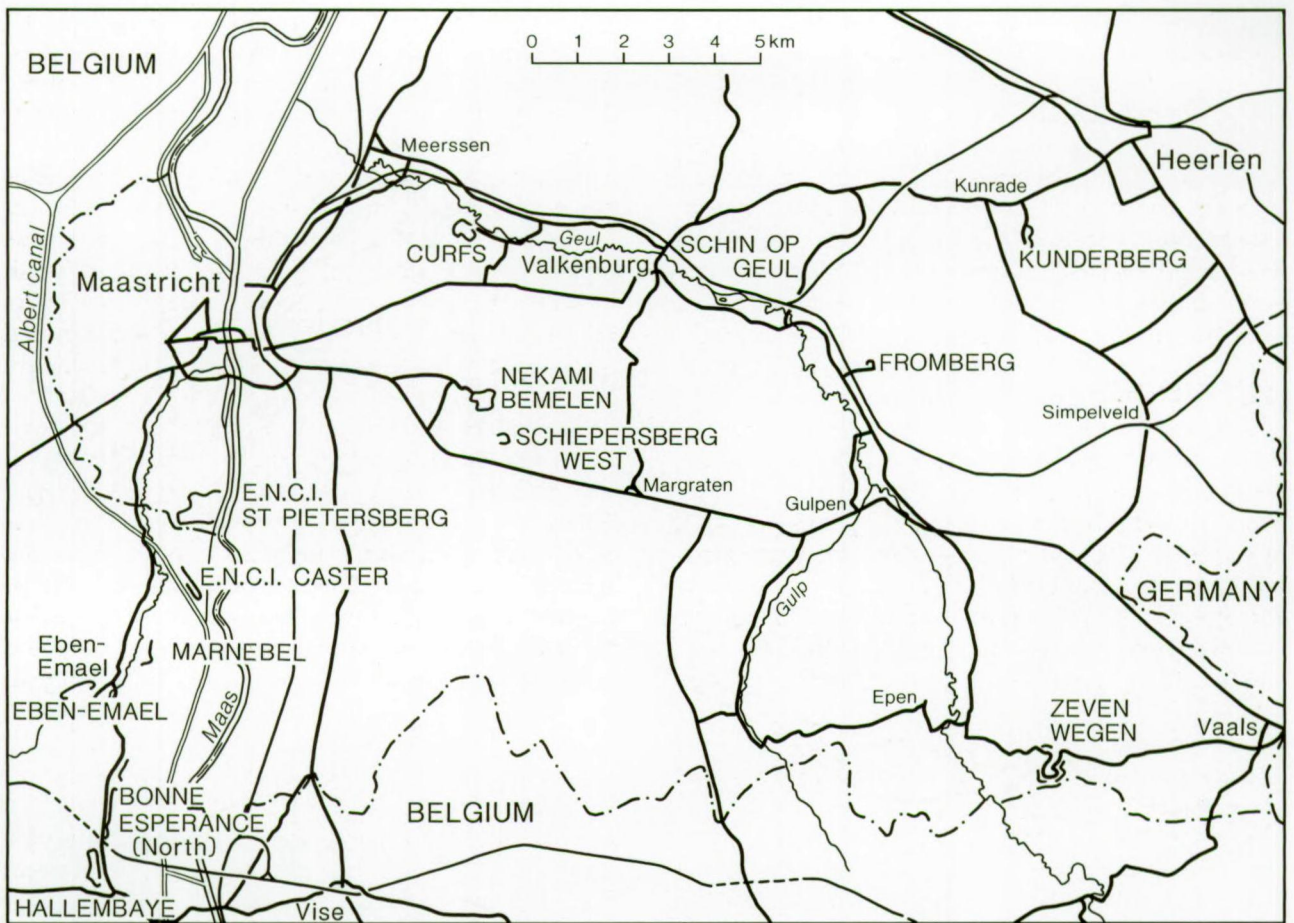 BELGIUM
0 1 2 3 4 5 km
Meerssen
Heerlen
Kunrade
CURFS
Geul
Valkenburg
SCHIN OP
GEUL
KUNDERBERG
Albert canal
Maastricht
NEKAMI
BEMELEN
FROMBERG
SCHIEPERSBERG
WEST
Simpelveld
Margraten
Gulpen
E.N.C.I.
ST PIETERSBERG
E.N.C.I. CASTER
Gulp
GERMANY
Eben-
Emael
MARNEBEL
EBEN-EMAEL
Maas
Epen
ZEVEN
WEGEN
Vaals
BONNE
ESPERANCE
(North)
BELGIUM
HALLEMBAYE
Vise